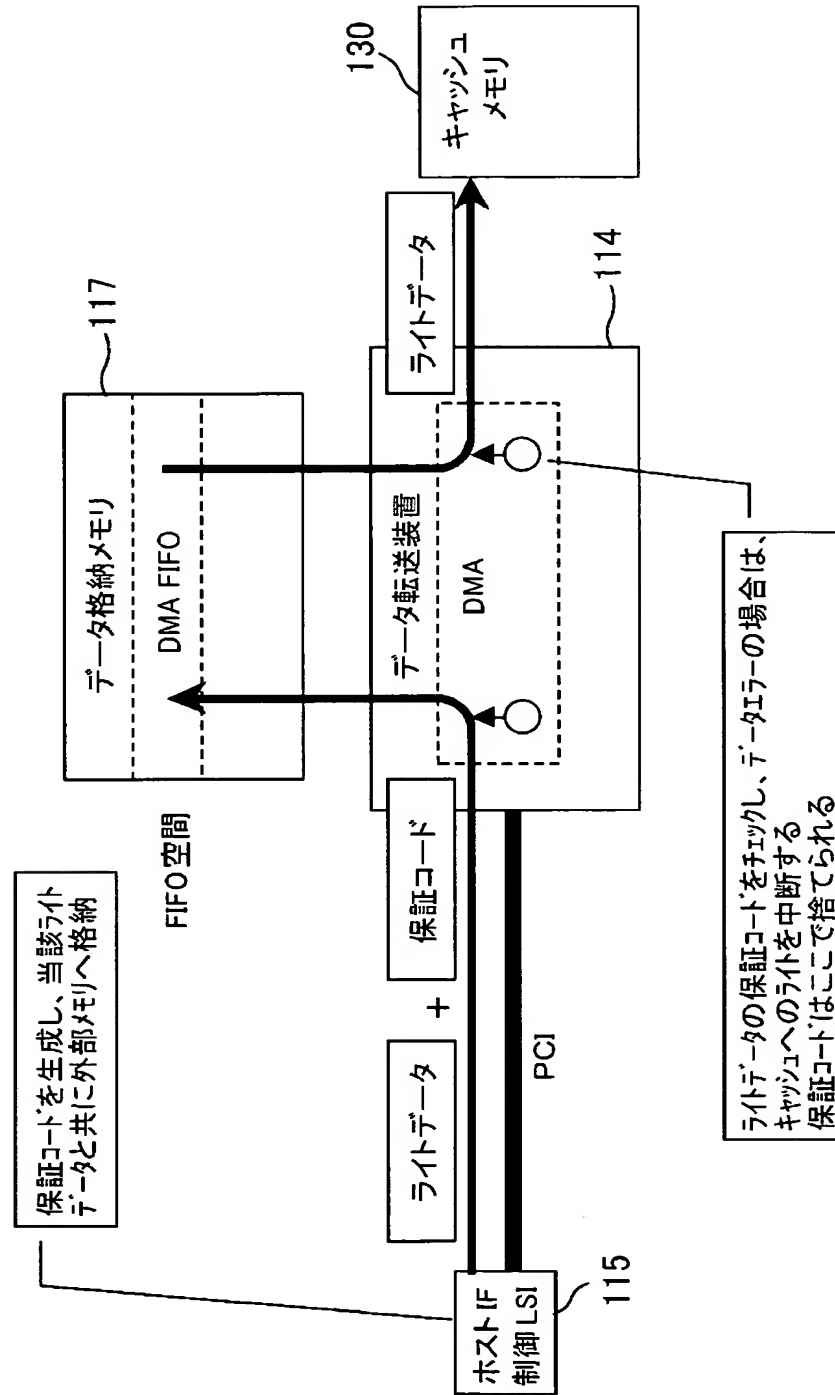 保証コードを生成し、当該ライト
データと共に外部メモリへ格納
FIFO空間
データ格納メモリ
DMA FIFO
117
ホストIF
制御LSI
115
ライトデータ
+
保証コード
PCI
データ転送装置
DMA
114
ライトデータ
キャッシュ
メモリ
130
ライトデータの保証コードをチェックし、データエラーの場合は、
キャッシュへのライトを中断する
保証コードはここで捨てられる